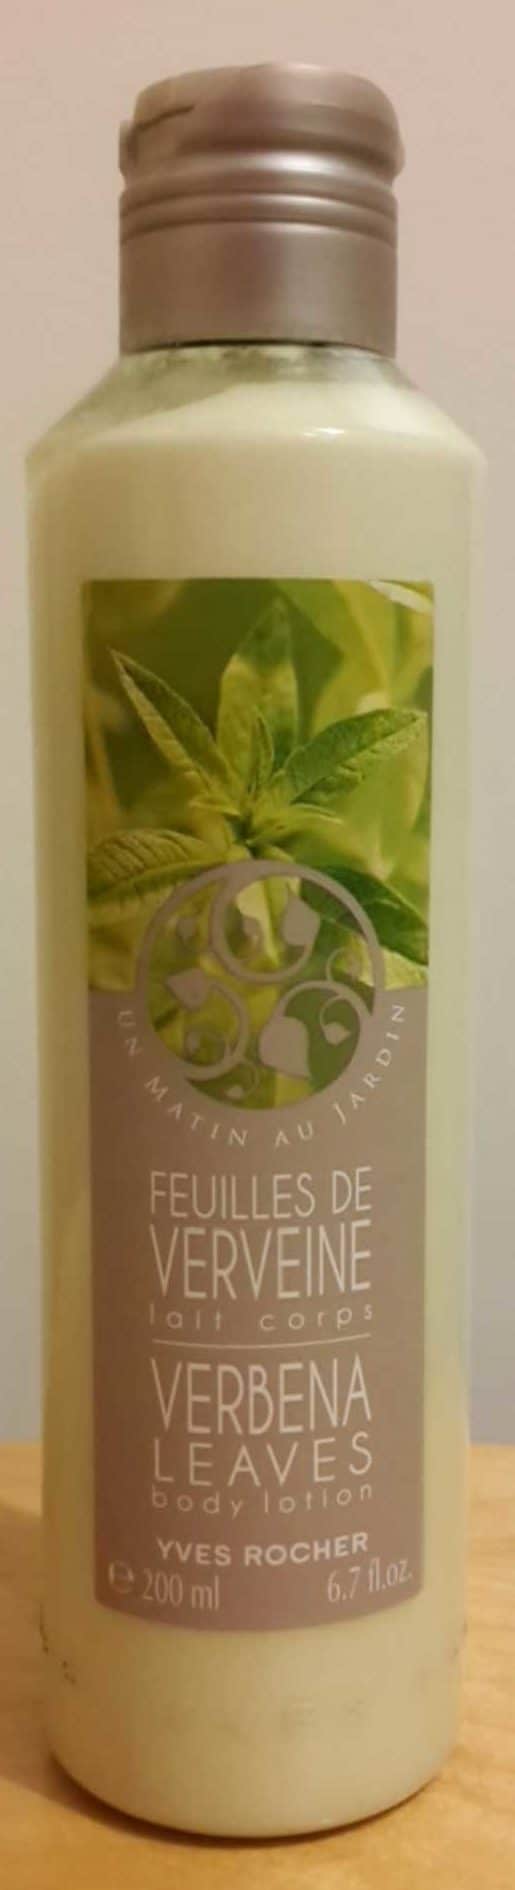 UN MATIN AU JARDIN
FEUILLES DE
VERVEINE
lait corps
VERBENA
LEAVES
body lotion
YVES ROCHER
℮ 200 ml 6.7 fl.oz.